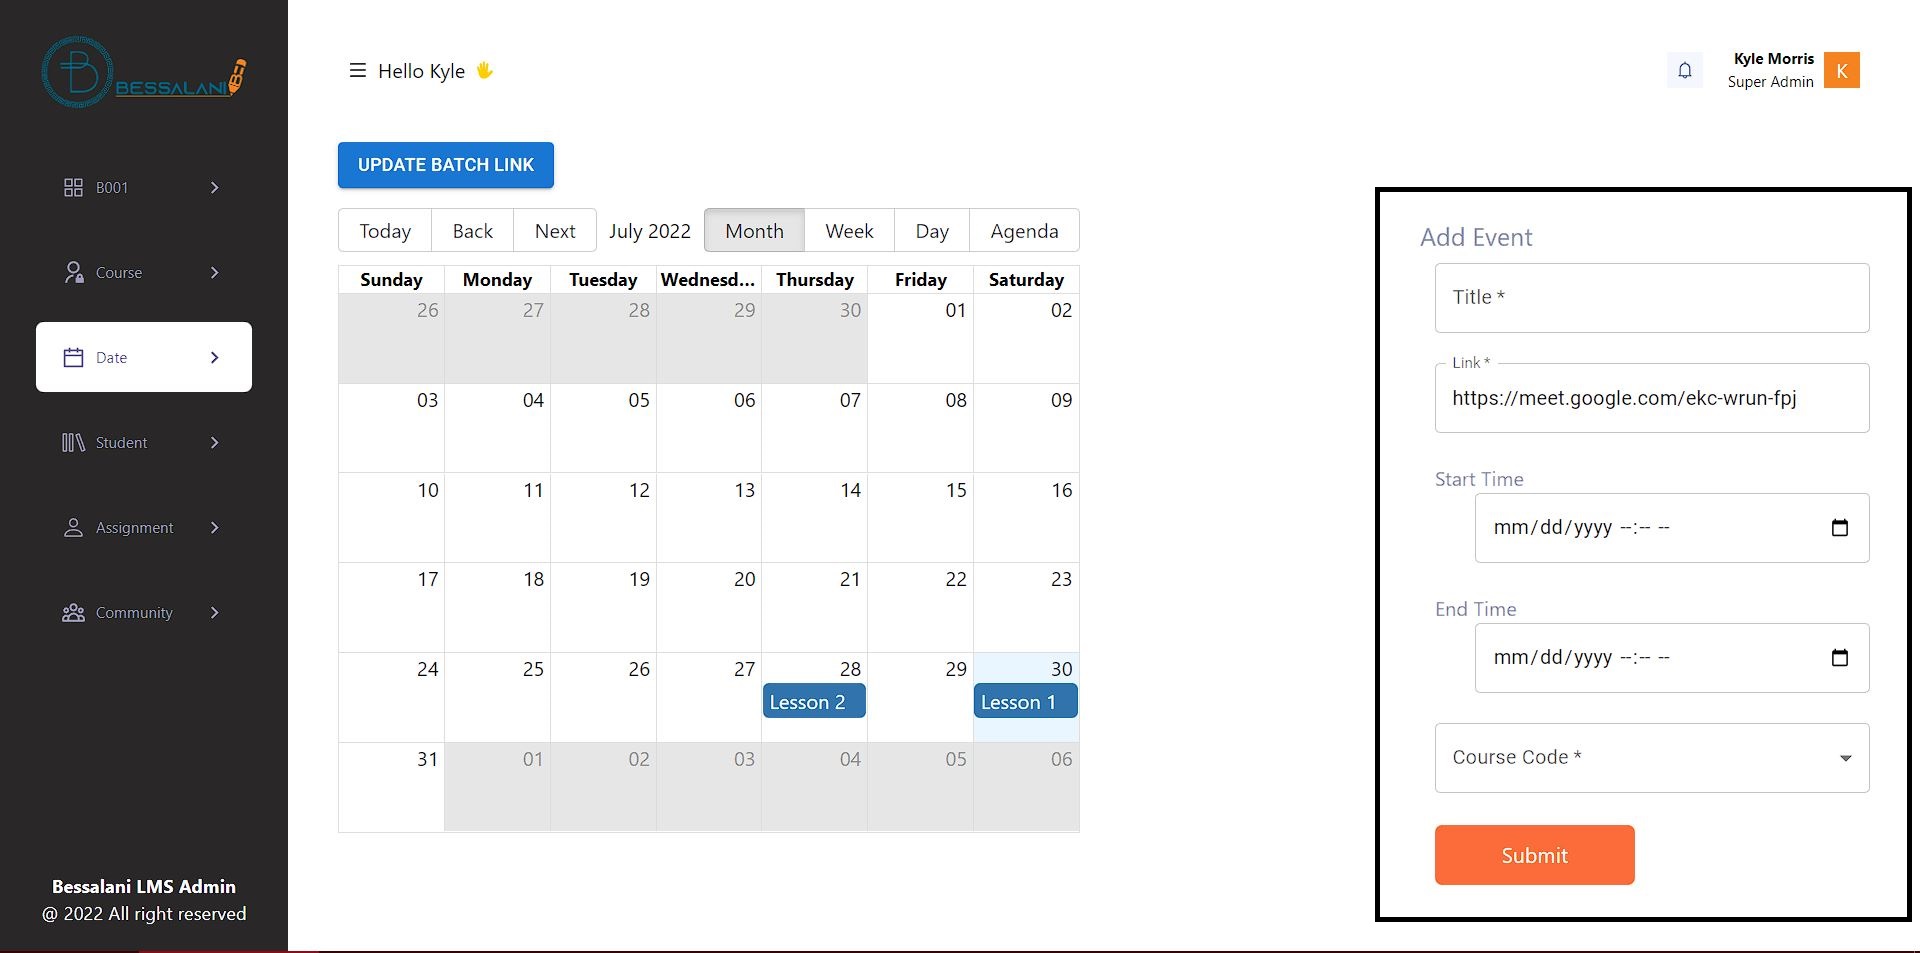 BESSALANI
B001
Course
Date
Student
Assignment
Community
Bessalani LMS Admin
@ 2022 All right reserved
Hello Kyle 🖐
Kyle Morris
Super Admin
K
UPDATE BATCH LINK
Today Back Next July 2022 Month Week Day Agenda
Sunday Monday Tuesday Wednesd... Thursday Friday Saturday
26 27 28 29 30 01 02
03 04 05 06 07 08 09
10 11 12 13 14 15 16
17 18 19 20 21 22 23
24 25 26 27 28 29 30
Lesson 2 Lesson 1
31 01 02 03 04 05 06
Add Event
Title *
Link *
https://meet.google.com/ekc-wrun-fpj
Start Time
mm/dd/yyyy --:-- --
End Time
mm/dd/yyyy --:-- --
Course Code *
Submit